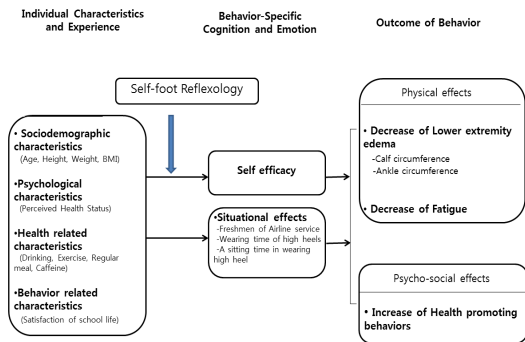 Individual Characteristics
and Experience
Behavior-Specific
Cognition and Emotion
Outcome of Behavior
Self-foot Reflexology
• Sociodemographic
characteristics
(Age, Height, Weight, BMI)
•Psychological
characteristics
(Perceived Health Status)
•Health related
characteristics
(Drinking, Exercise, Regular
meal, Caffeine)
•Behavior related
characteristics
(Satisfaction of school life)
Self efficacy
•Situational effects
-Freshmen of Airline service
-Wearing time of high heels
-A sitting time in wearing
high heel
Physical effects
• Decrease of Lower extremity
edema
-Calf circumference
-Ankle circumference
• Decrease of Fatigue
Psycho-social effects
• Increase of Health promoting
behaviors